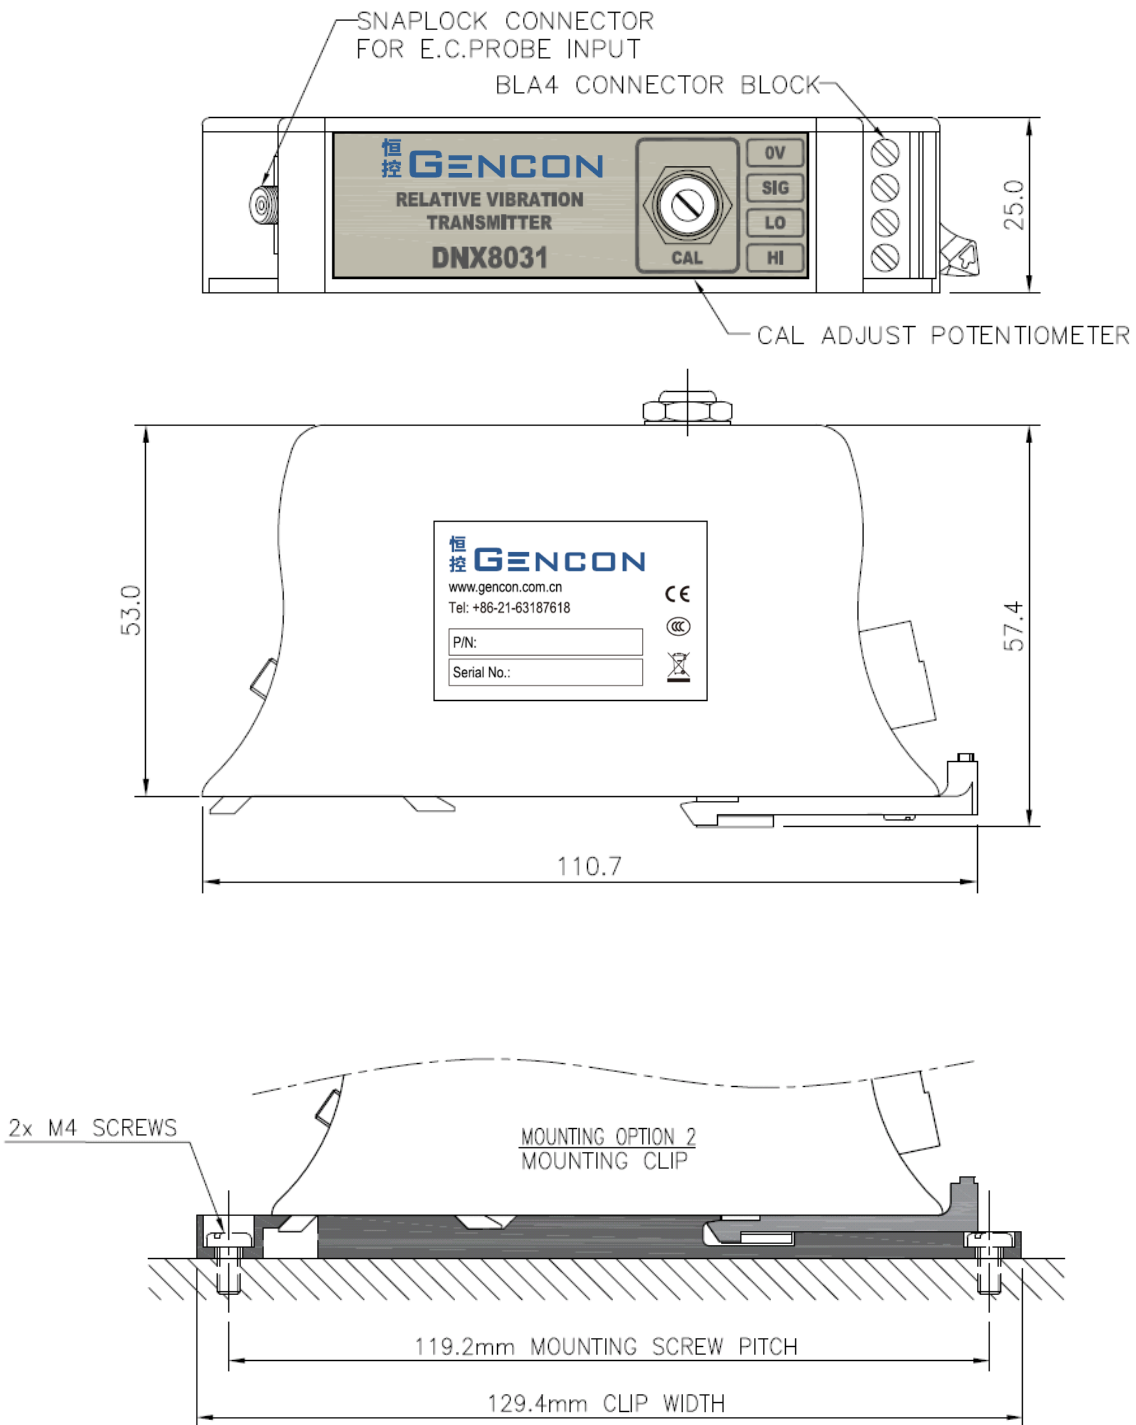 SNAPLOCK CONNECTOR
FOR E.C.PROBE INPUT
BLA4 CONNECTOR BLOCK
恒控 GENCON
RELATIVE VIBRATION
TRANSMITTER
DNX8031
CAL
0V
SIG
LO
HI
25.0
CAL ADJUST POTENTIOMETER
53.0
恒控 GENCON
www.gencon.com.cn
Tel: +86-21-63187618
P/N:
Serial No.:
CE
CCC
57.4
110.7
2x M4 SCREWS
MOUNTING OPTION 2
MOUNTING CLIP
119.2mm MOUNTING SCREW PITCH
129.4mm CLIP WIDTH